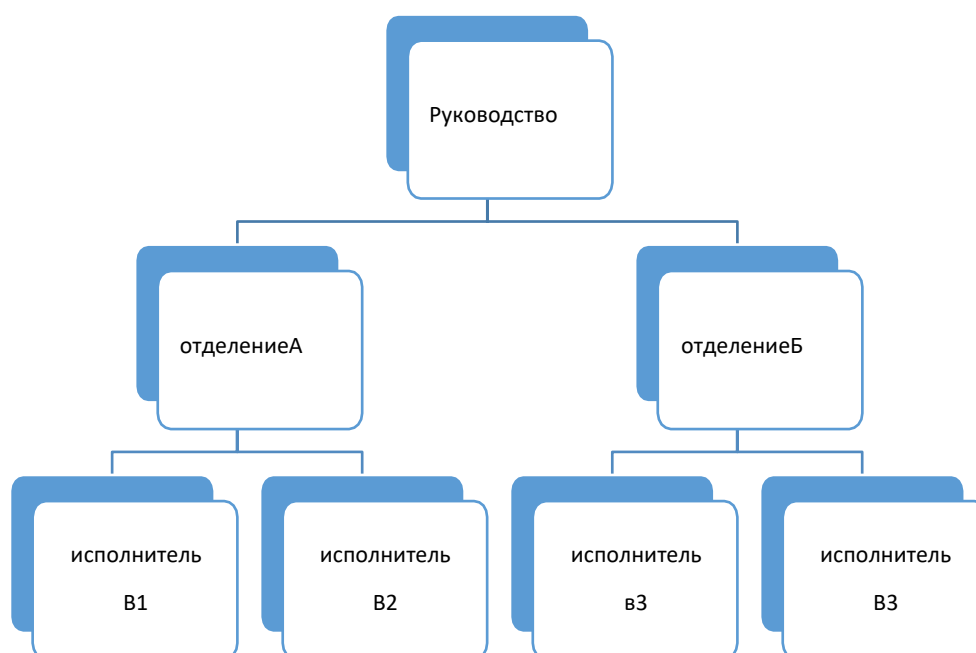 Руководство
отделениеА
отделениеБ
исполнитель
В1
исполнитель
В2
исполнитель
в3
исполнитель
В3